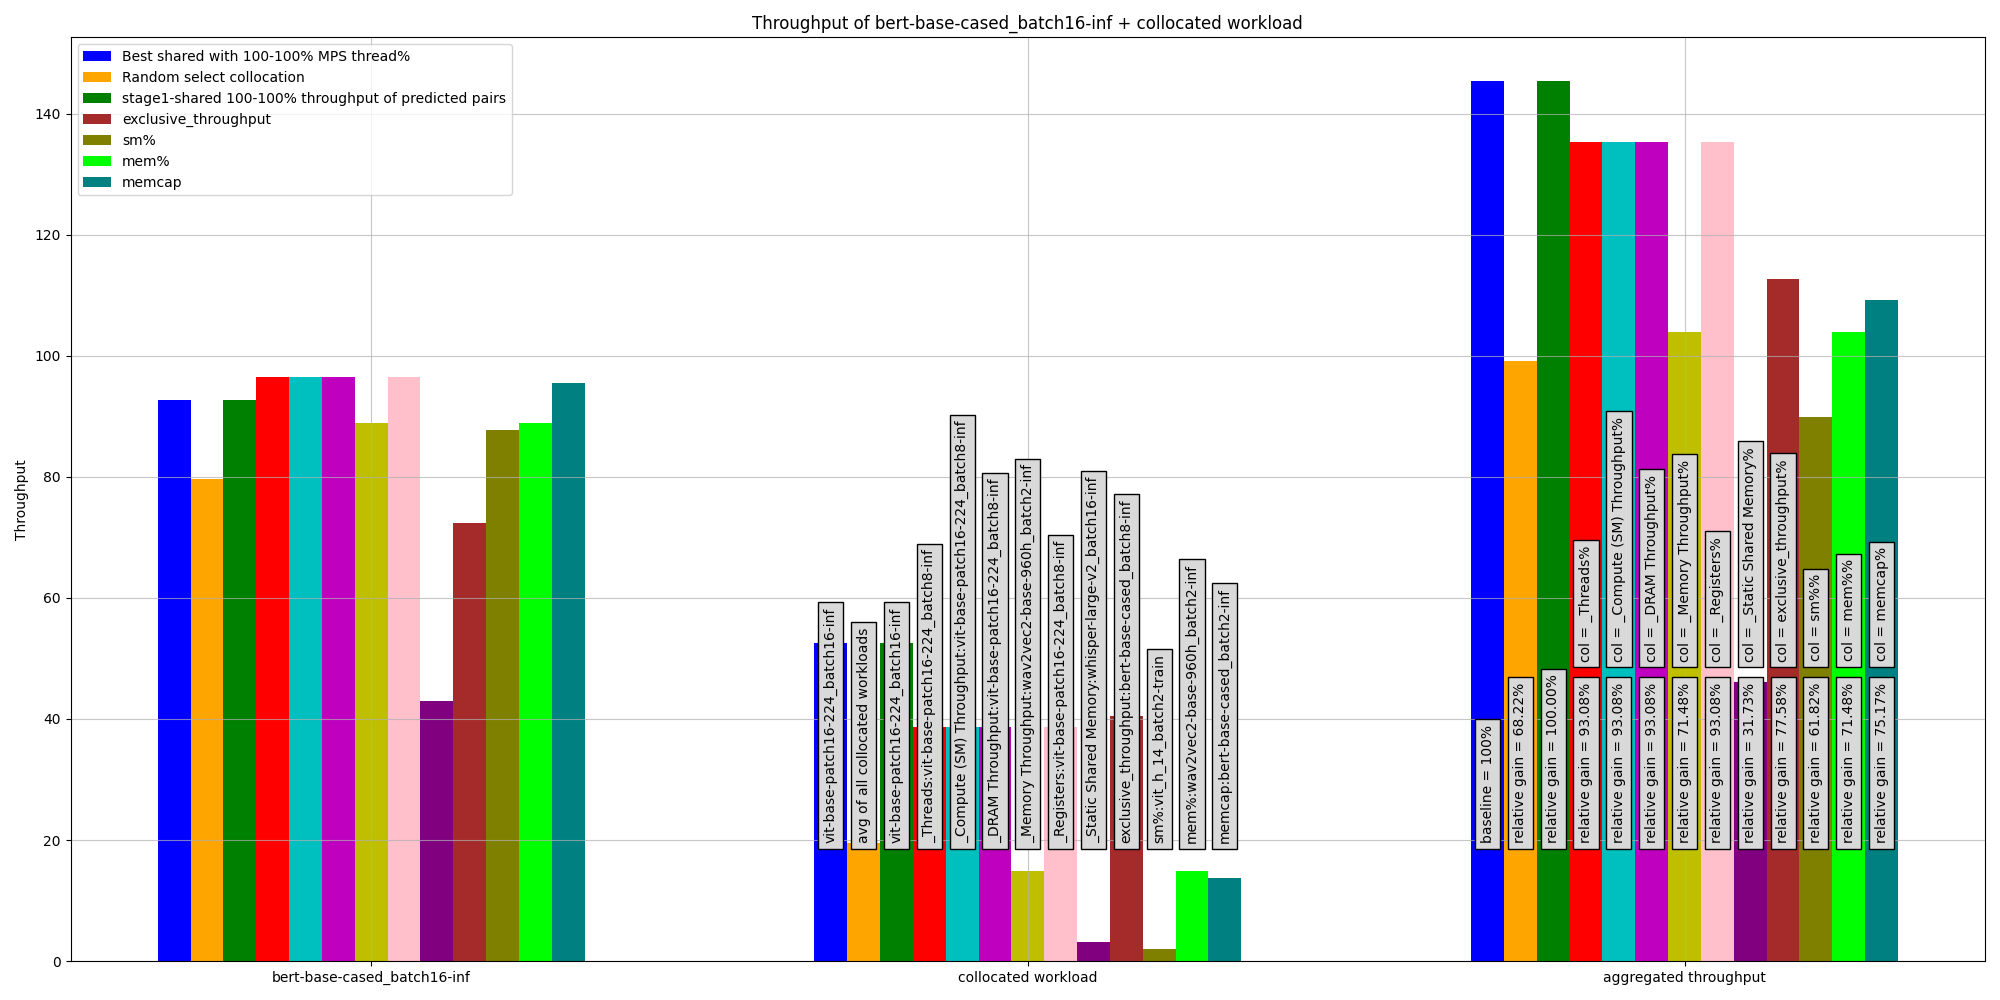 Throughput of bert-base-cased_batch16-inf + collocated workload
Best shared with 100-100% MPS thread%
Random select collocation
stage1-shared 100-100% throughput of predicted pairs
exclusive_throughput
sm%
mem%
memcap
Throughput
140
120
100
80
60
40
20
0
vit-base-patch16-224_batch16-inf
avg of all collocated workloads
vit-base-patch16-224_batch16-inf
_Threads:vit-base-patch16-224_batch8-inf
_Compute (SM) Throughput:vit-base-patch16-224_batch8-inf
_DRAM Throughput:vit-base-patch16-224_batch8-inf
_Memory Throughput:wav2vec2-base-960h_batch2-inf
_Registers:vit-base-patch16-224_batch8-inf
_Static Shared Memory:whisper-large-v2_batch16-inf
exclusive_throughput:bert-base-cased_batch8-inf
sm%:vit_h_14_batch2-train
mem%:wav2vec2-base-960h_batch2-inf
memcap:bert-base-cased_batch2-inf
baseline = 100%
relative gain = 68.22%
relative gain = 100.00%
col = _Threads%
relative gain = 93.08%
col = _Compute (SM) Throughput%
relative gain = 93.08%
col = _DRAM Throughput%
relative gain = 93.08%
col = _Memory Throughput%
relative gain = 71.48%
col = _Registers%
relative gain = 93.08%
col = _Static Shared Memory%
relative gain = 31.73%
col = exclusive_throughput%
relative gain = 77.58%
col = sm%%
relative gain = 61.82%
col = mem%%
relative gain = 71.48%
col = memcap%
relative gain = 75.17%
bert-base-cased_batch16-inf
collocated workload
aggregated throughput